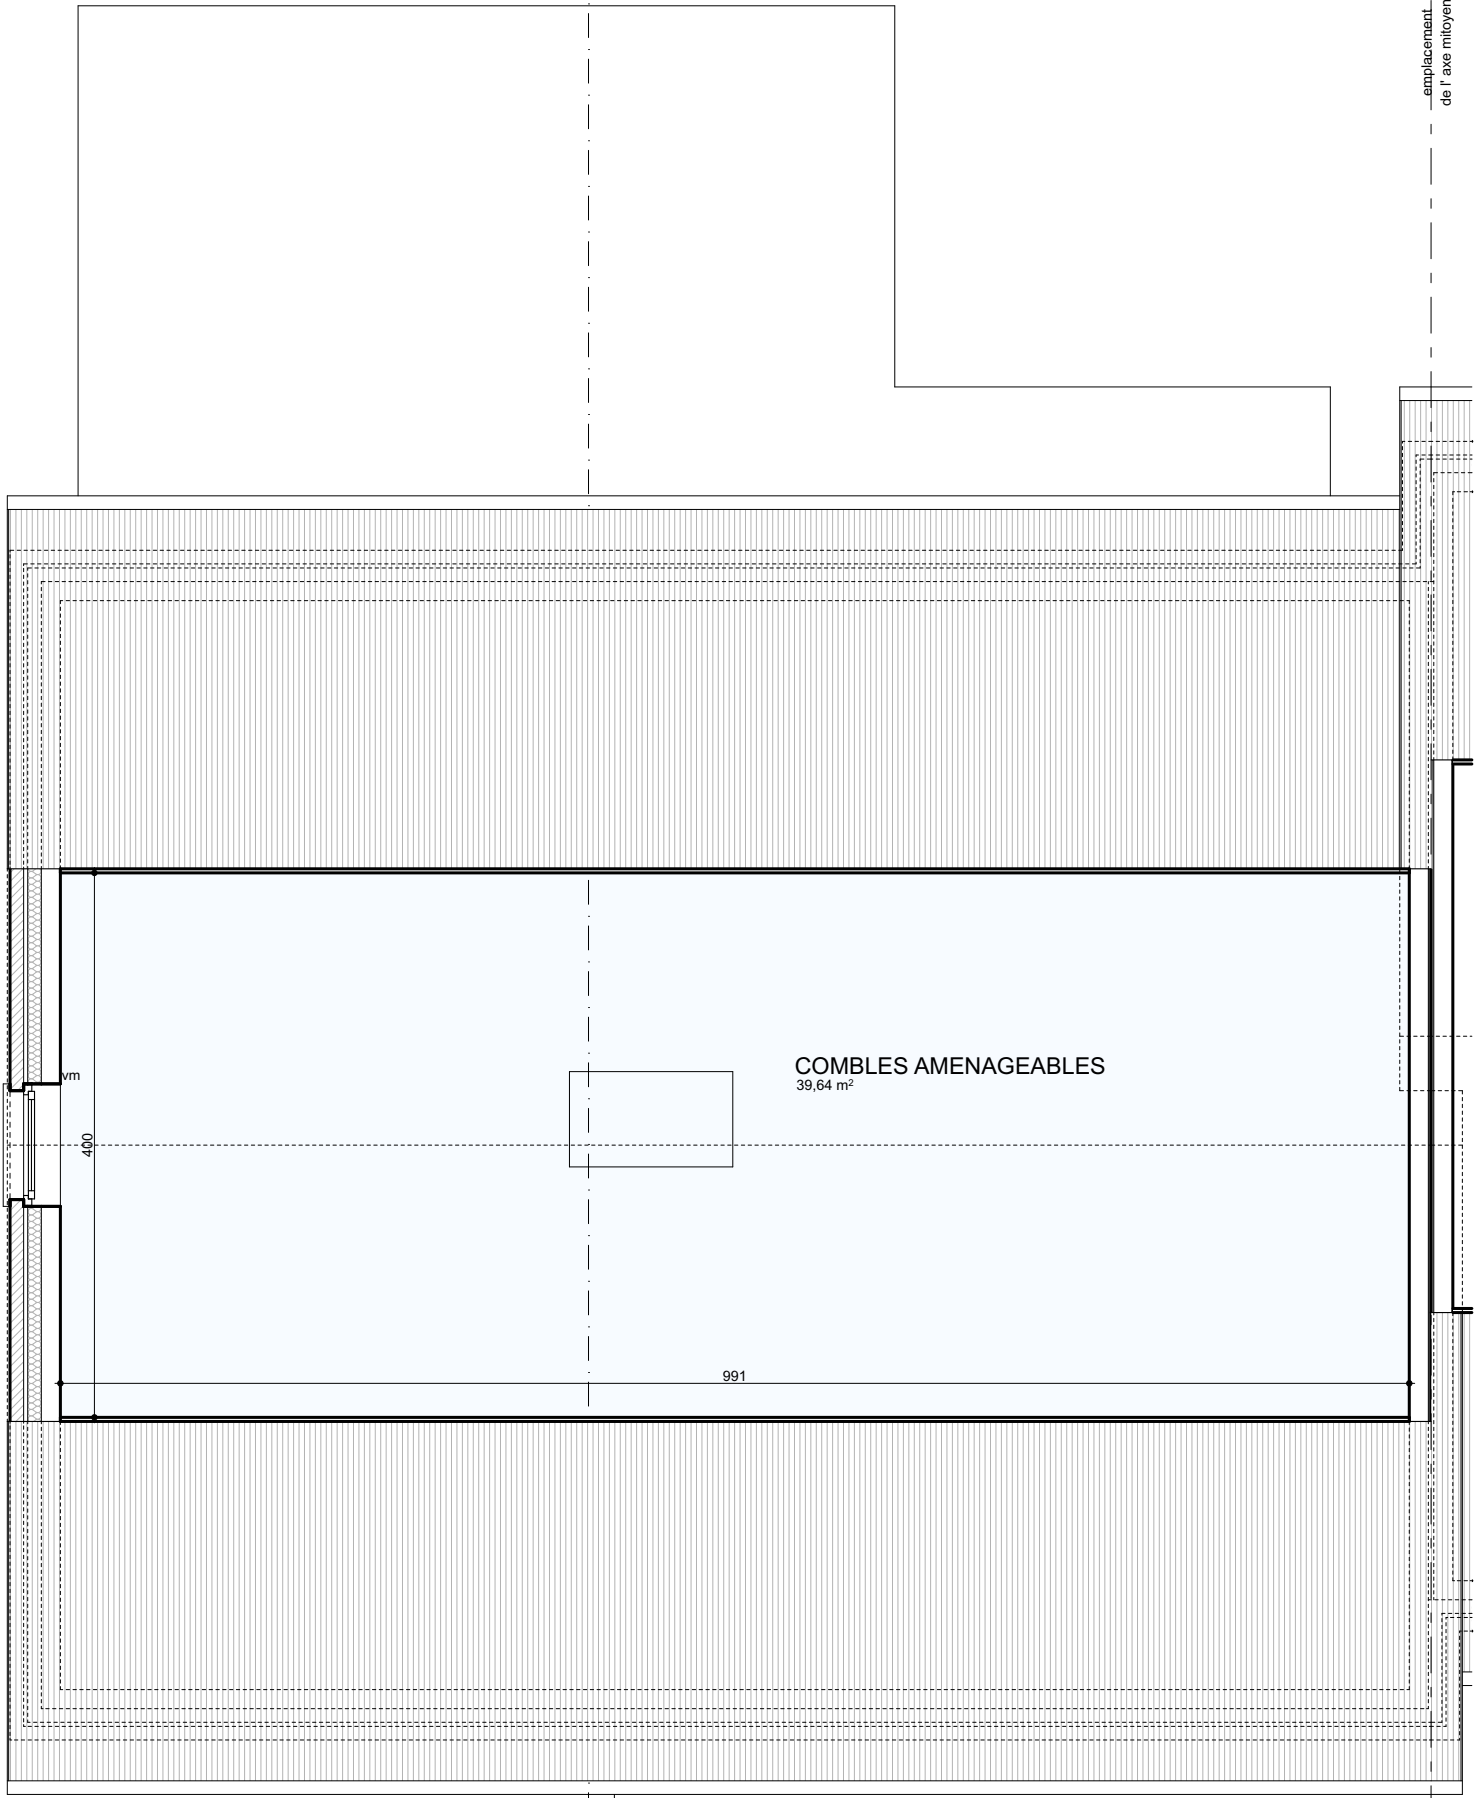 emplacement
de l' axe mitoyen
COMBLES AMENAGEABLES
39,64 m²
vm
400
991